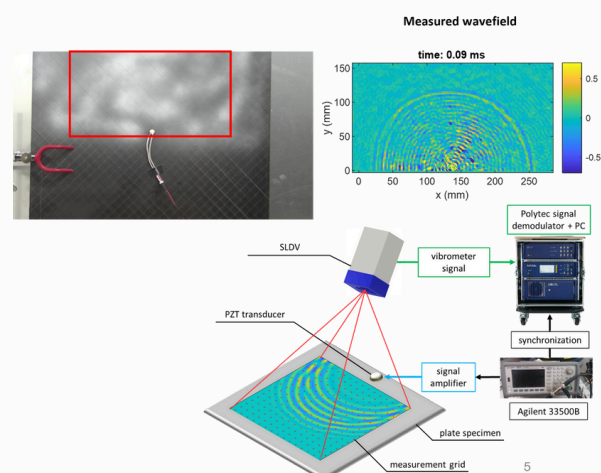 Measured wavefield
time: 0.09 ms
150
100
50
0
y (mm)
0
50
100
150
200
250
x (mm)
0.5
0
-0.5
Polytec signal
demodulator + PC
SLDV
vibrometer
signal
PZT transducer
synchronization
signal
amplifier
Agilent 33500B
plate specimen
measurement grid
5